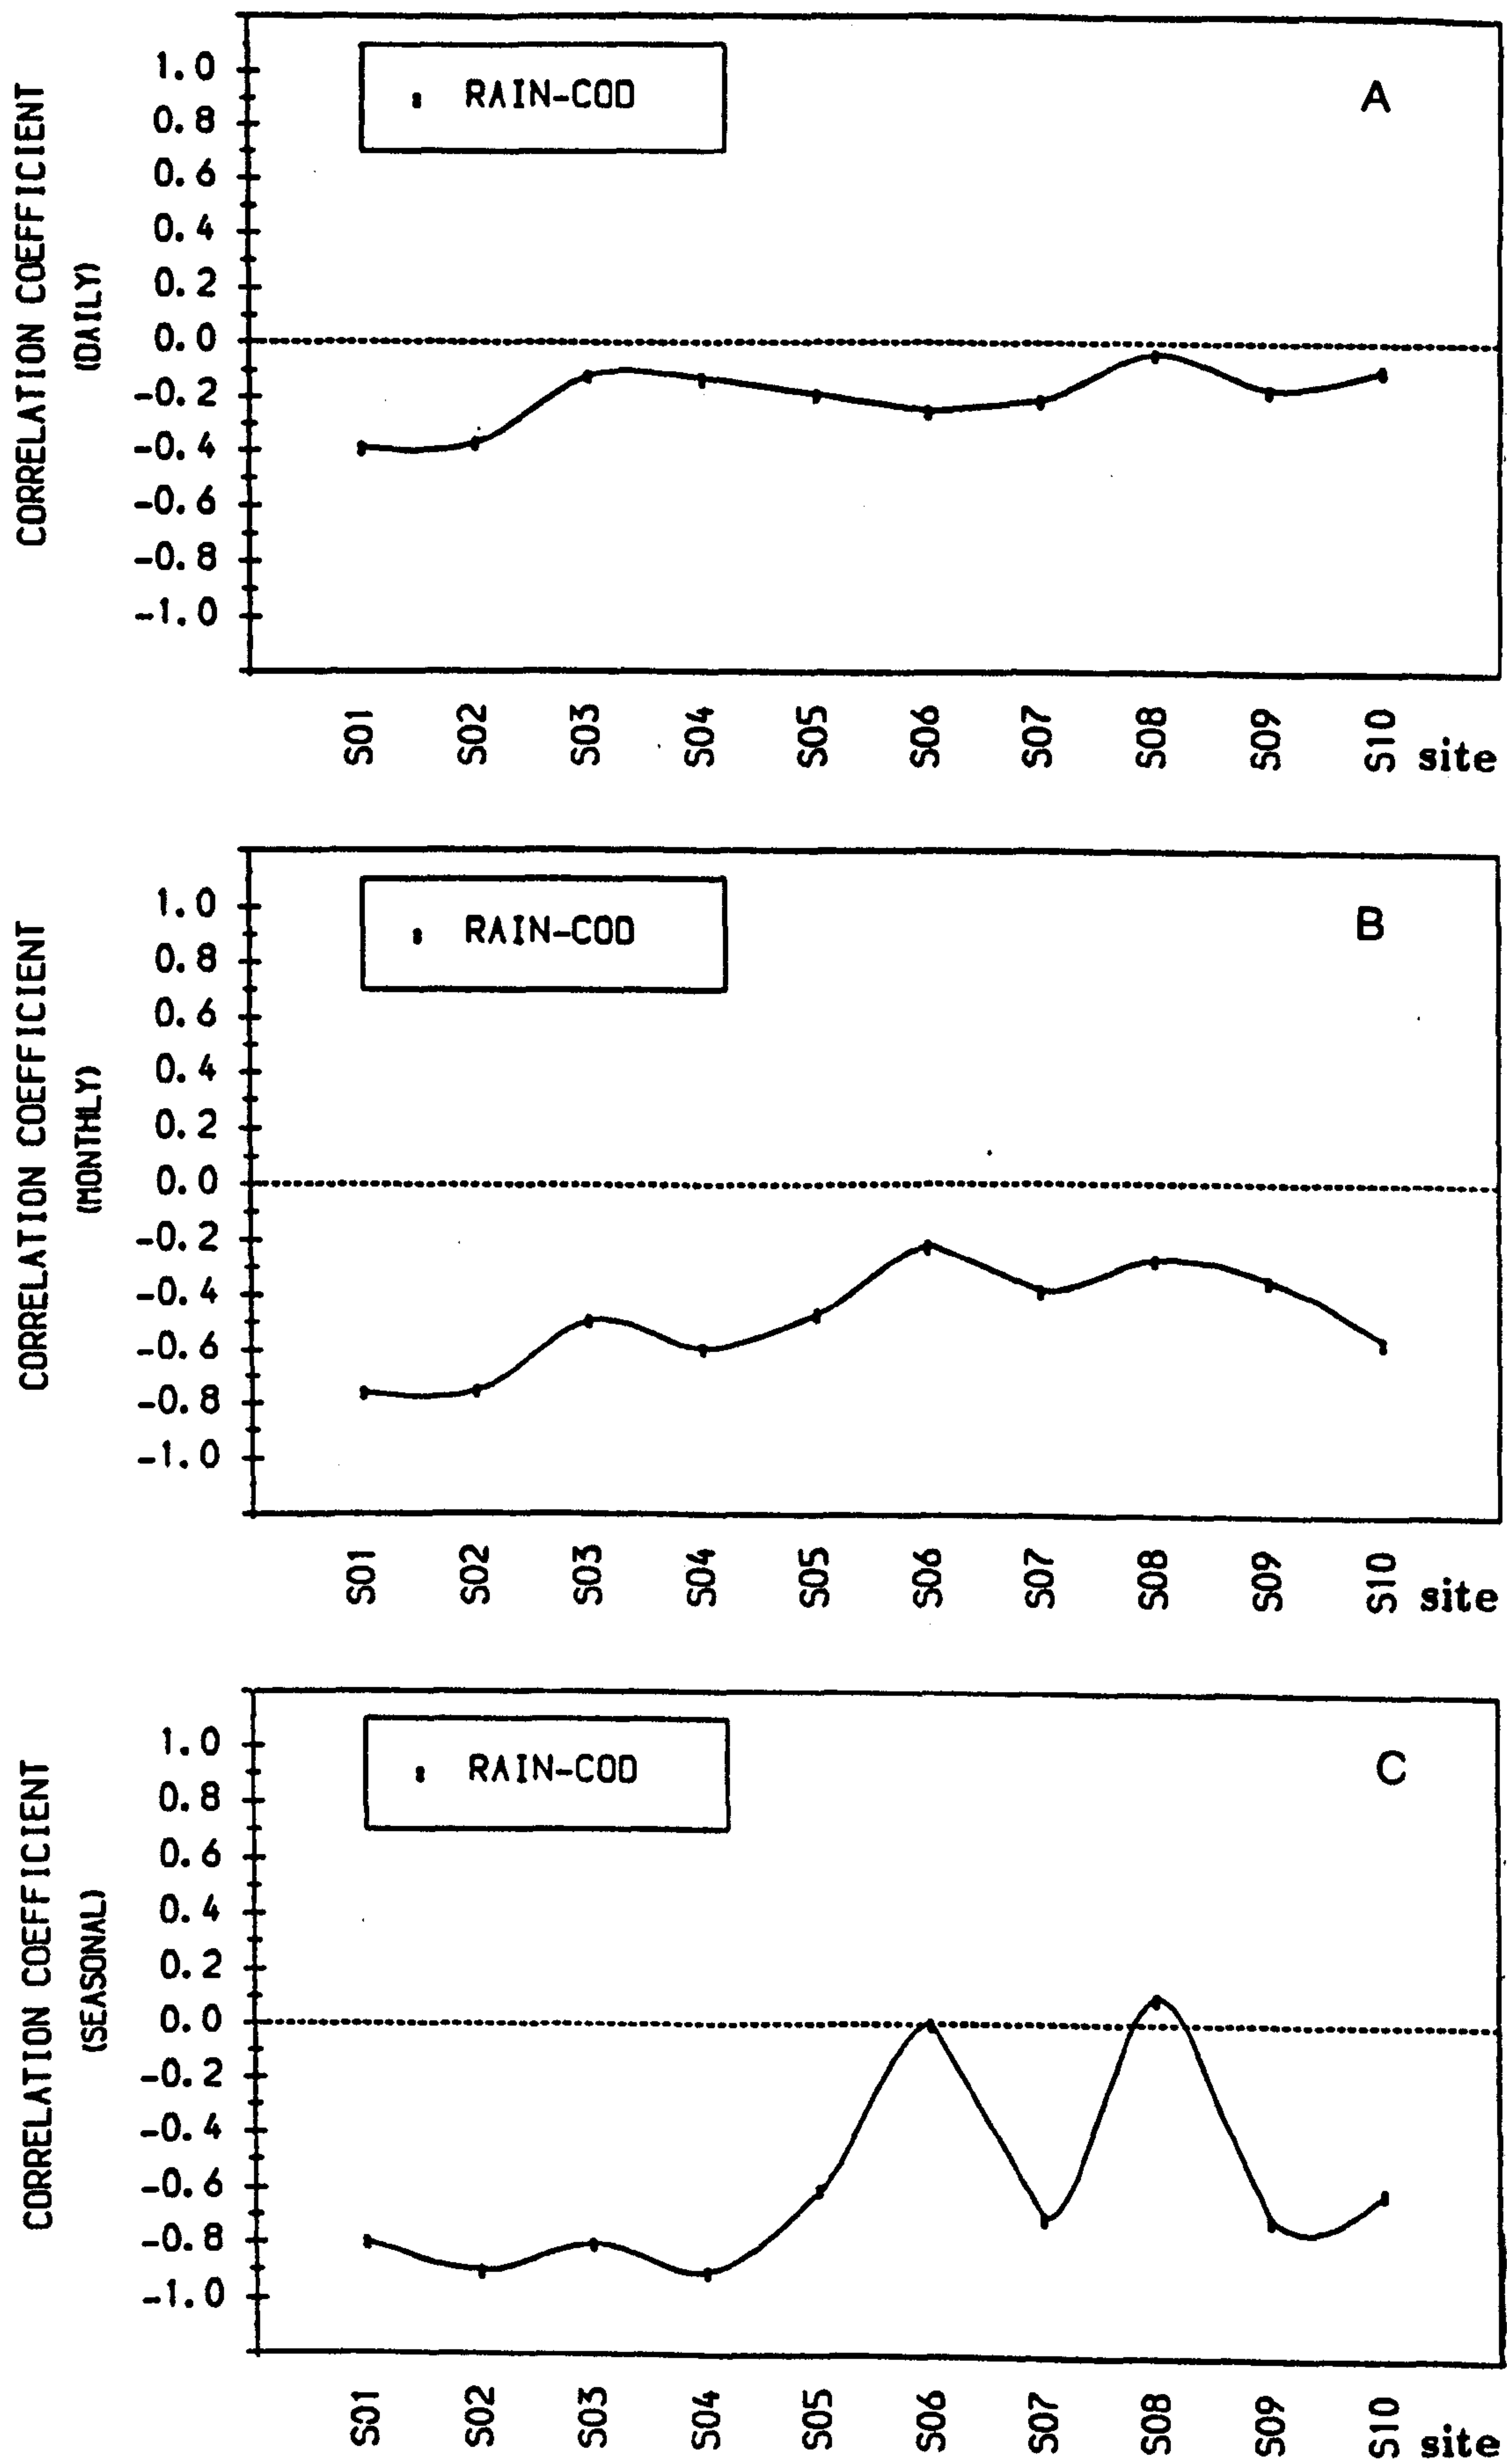 CORRELATION COEFFICIENT
(DAILY)
1.0
0.8
0.6
0.4
0.2
0.0
-0.2
-0.4
-0.6
-0.8
-1.0
RAIN-COD
A
S01 S02 S03 S04 S05 S06 S07 S08 S09 S10 site
CORRELATION COEFFICIENT
(MONTHLY)
1.0
0.8
0.6
0.4
0.2
0.0
-0.2
-0.4
-0.6
-0.8
-1.0
RAIN-COD
B
S01 S02 S03 S04 S05 S06 S07 S08 S09 S10 site
CORRELATION COEFFICIENT
(SEASONAL)
1.0
0.8
0.6
0.4
0.2
0.0
-0.2
-0.4
-0.6
-0.8
-1.0
RAIN-COD
C
S01 S02 S03 S04 S05 S06 S07 S08 S09 S10 site